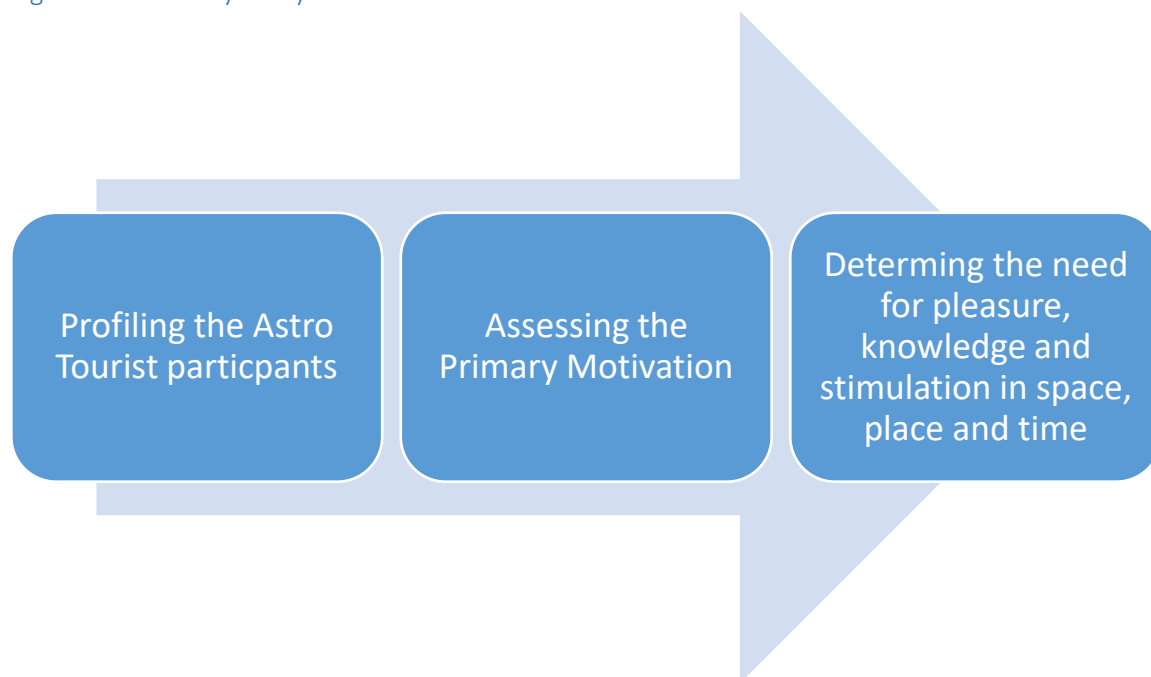 Profiling the Astro
Tourist particpants
Assessing the
Primary Motivation
Determing the need
for pleasure,
knowledge and
stimulation in space,
place and time